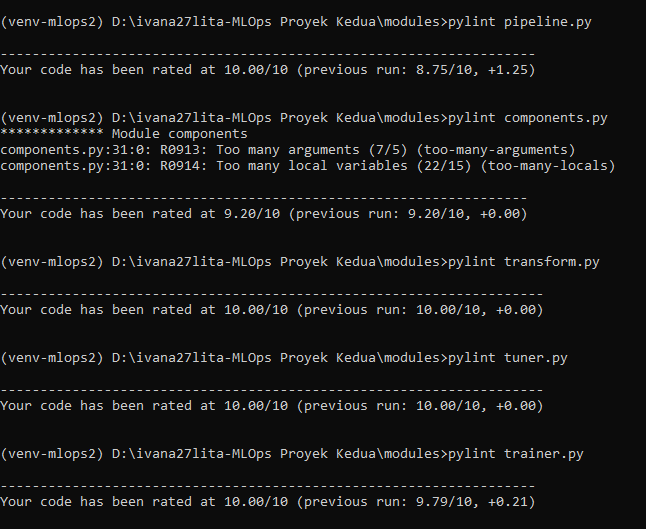 (venv-mlops2) D:\ivana27lita-MLOps Proyek Kedua\modules>pylint pipeline.py
-------------------------------------------------------------------
Your code has been rated at 10.00/10 (previous run: 8.75/10, +1.25)
(venv-mlops2) D:\ivana27lita-MLOps Proyek Kedua\modules>pylint components.py
************* Module components
components.py:31:0: R0913: Too many arguments (7/5) (too-many-arguments)
components.py:31:0: R0914: Too many local variables (22/15) (too-many-locals)
------------------------------------------------------------------
Your code has been rated at 9.20/10 (previous run: 9.20/10, +0.00)
(venv-mlops2) D:\ivana27lita-MLOps Proyek Kedua\modules>pylint transform.py
--------------------------------------------------------------------
Your code has been rated at 10.00/10 (previous run: 10.00/10, +0.00)
(venv-mlops2) D:\ivana27lita-MLOps Proyek Kedua\modules>pylint tuner.py
--------------------------------------------------------------------
Your code has been rated at 10.00/10 (previous run: 10.00/10, +0.00)
(venv-mlops2) D:\ivana27lita-MLOps Proyek Kedua\modules>pylint trainer.py
-------------------------------------------------------------------
Your code has been rated at 10.00/10 (previous run: 9.79/10, +0.21)